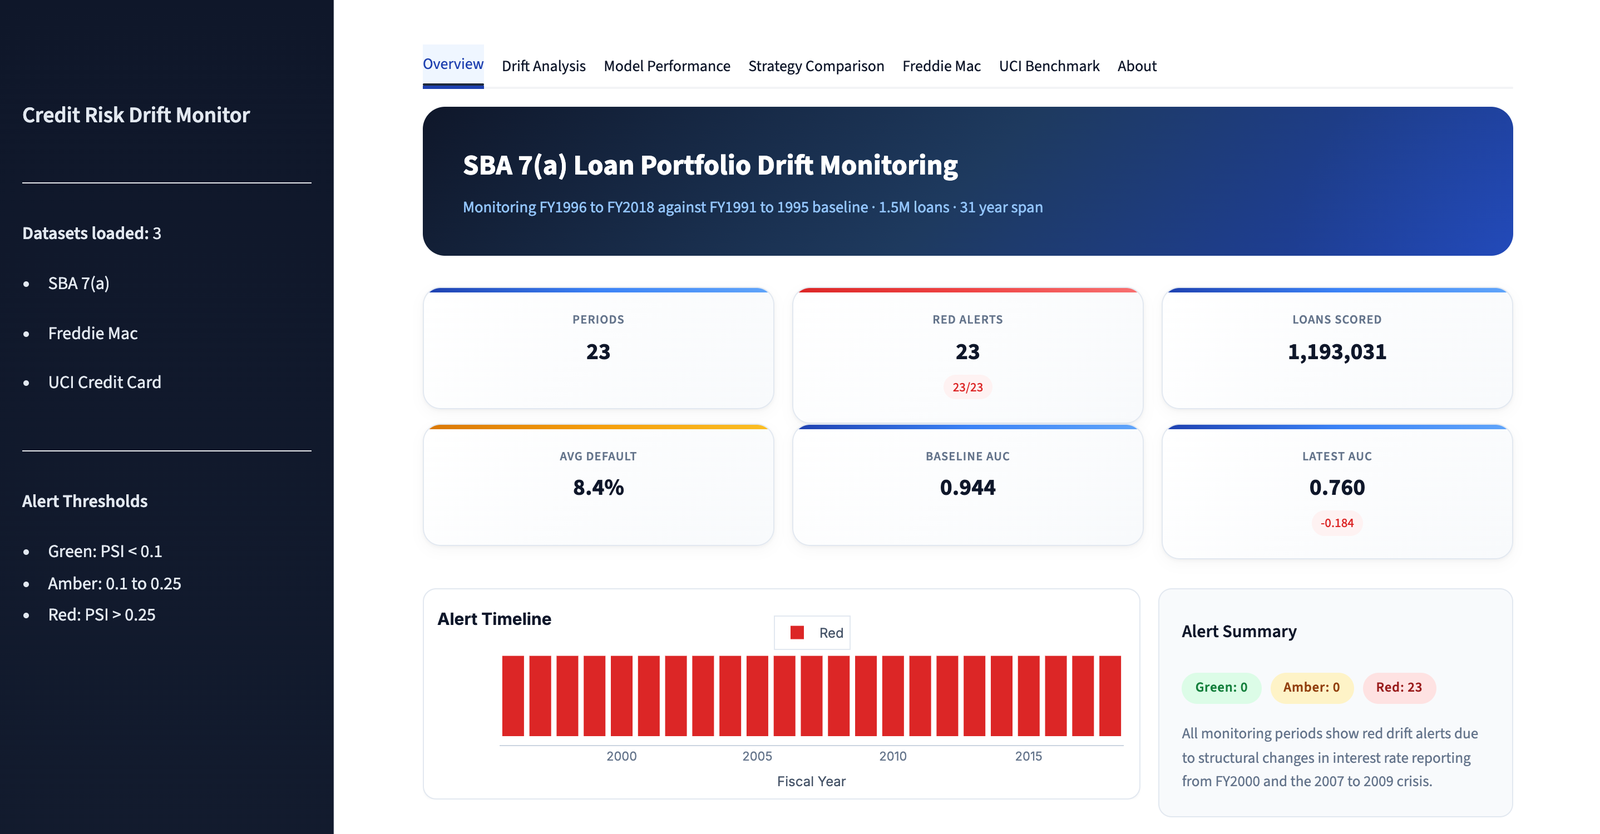 Credit Risk Drift Monitor
Datasets loaded: 3
• SBA 7(a)
• Freddie Mac
• UCI Credit Card
Alert Thresholds
• Green: PSI < 0.1
• Amber: 0.1 to 0.25
• Red: PSI > 0.25
Overview Drift Analysis Model Performance Strategy Comparison Freddie Mac UCI Benchmark About
SBA 7(a) Loan Portfolio Drift Monitoring
Monitoring FY1996 to FY2018 against FY1991 to 1995 baseline · 1.5M loans · 31 year span
PERIODS
23
RED ALERTS
23
23/23
LOANS SCORED
1,193,031
AVG DEFAULT
8.4%
BASELINE AUC
0.944
LATEST AUC
0.760
-0.184
Alert Timeline
Red
2000 2005 2010 2015
Fiscal Year
Alert Summary
Green: 0 Amber: 0 Red: 23
All monitoring periods show red drift alerts due
to structural changes in interest rate reporting
from FY2000 and the 2007 to 2009 crisis.